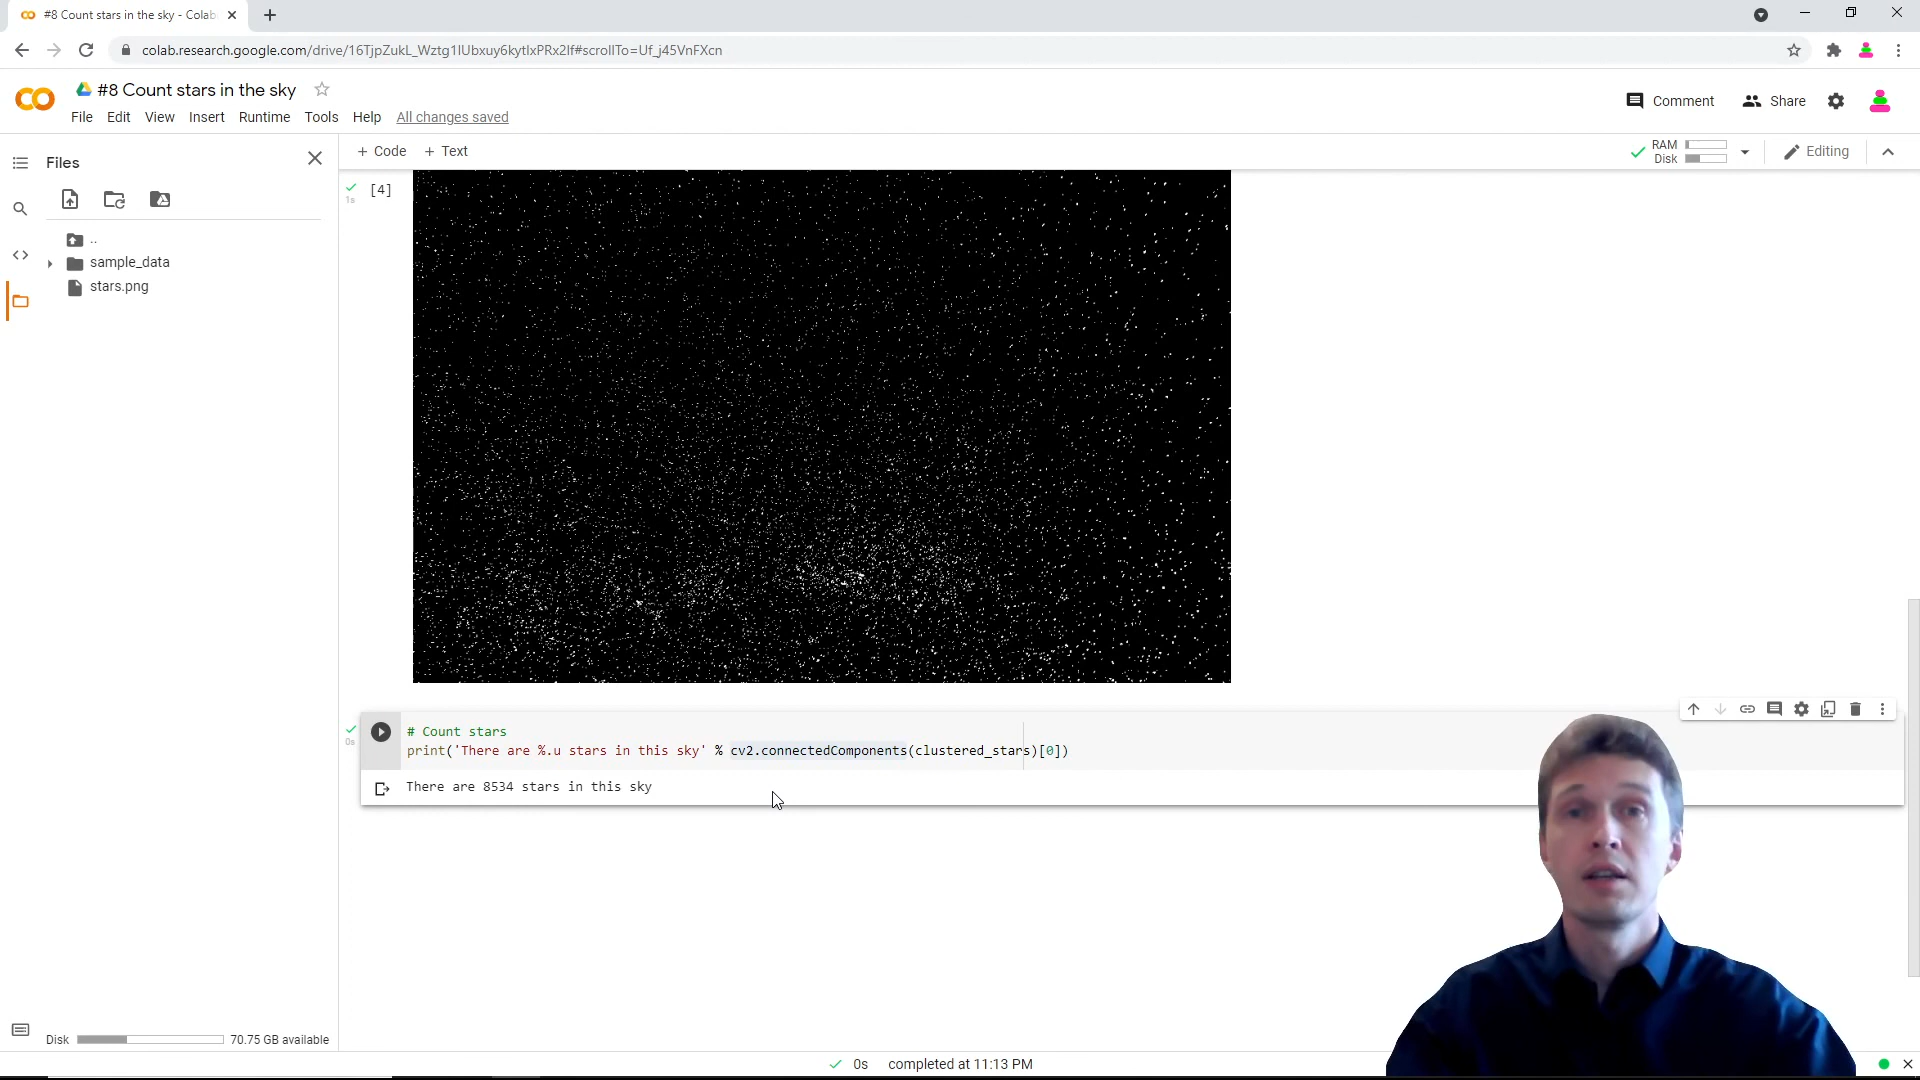 #8 Count stars in the sky - Colab
colab.research.google.com/drive/16TjpZukL_Wztg1IUbxuy6kytlxPRx2If#scrollTo=Uf_j45VnFXcn
#8 Count stars in the sky
Comment
Share
File Edit View Insert Runtime Tools Help All changes saved
Files
+ Code + Text
RAM
Disk
Editing
[4]
1s
..
sample_data
stars.png
0s
# Count stars
print('There are %.u stars in this sky' % cv2.connectedComponents(clustered_stars)[0])
There are 8534 stars in this sky
Disk 70.75 GB available
0s completed at 11:13 PM